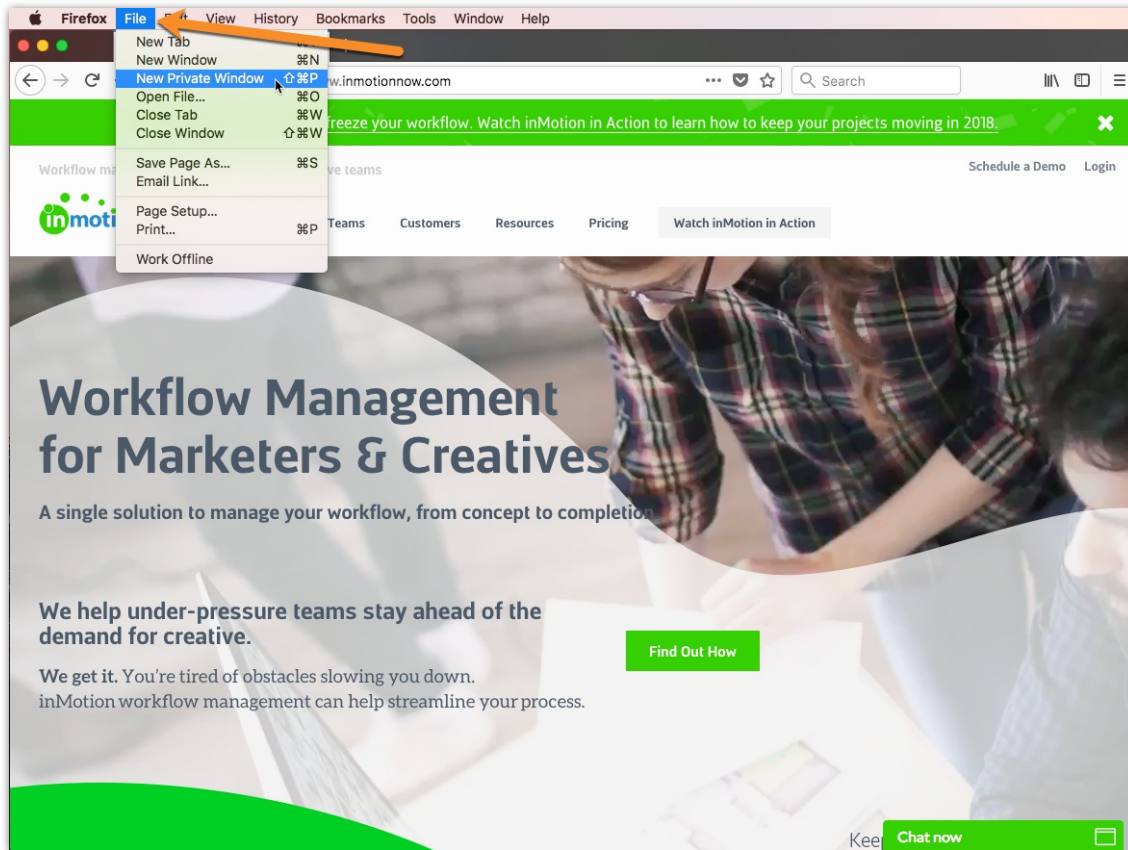 Firefox File View History Bookmarks Tools Window Help
New Tab
New Window ⌘N
New Private Window ⇧⌘P
Open File... ⌘O
Close Tab ⌘W
Close Window ⇧⌘W
Save Page As... ⌘S
Email Link...
Page Setup...
Print... ⌘P
Work Offline
w.inmotionnow.com
Search
freeze your workflow. Watch inMotion in Action to learn how to keep your projects moving in 2018.
Workflow ma ve teams
Schedule a Demo Login
inmoti
Teams Customers Resources Pricing Watch inMotion in Action
Workflow Management
for Marketers & Creatives
A single solution to manage your workflow, from concept to completion.
We help under-pressure teams stay ahead of the
demand for creative.
Find Out How
We get it. You're tired of obstacles slowing you down.
inMotion workflow management can help streamline your process.
Kee
Chat now